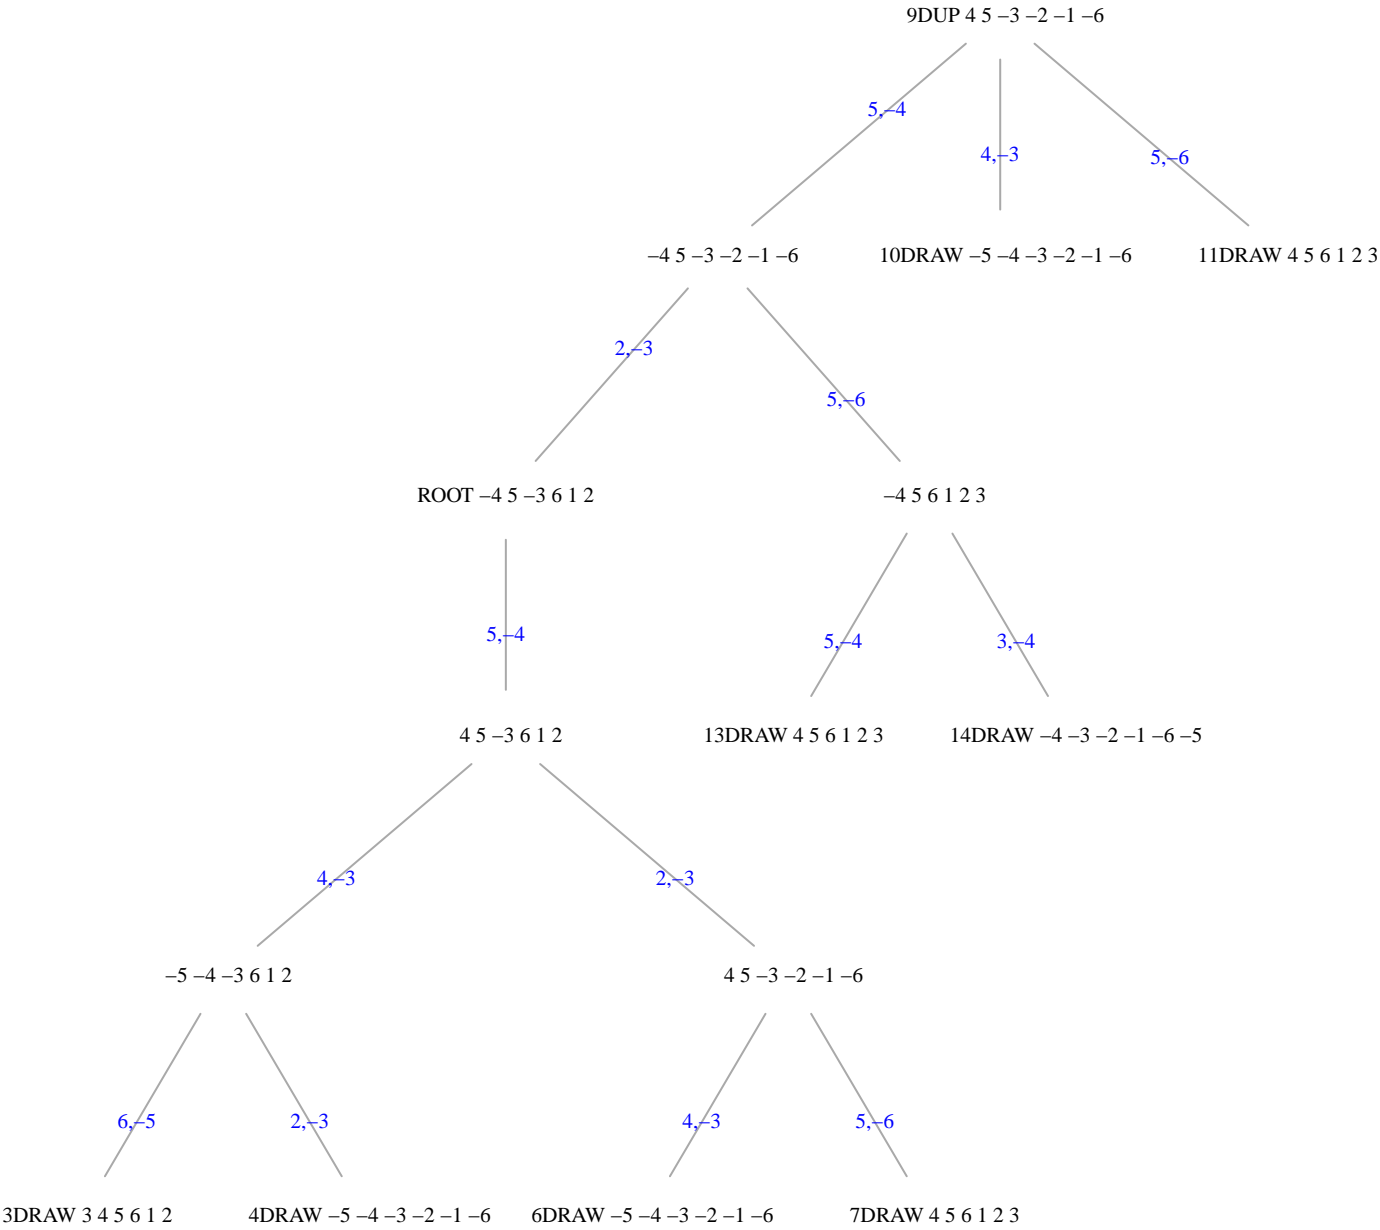 9DUP 4 5 –3 –2 –1 –6
5,–4
4,–3
5,–6
–4 5 –3 –2 –1 –6
10DRAW –5 –4 –3 –2 –1 –6
11DRAW 4 5 6 1 2 3
2,–3
5,–6
ROOT –4 5 –3 6 1 2
–4 5 6 1 2 3
5,–4
5,–4
3,–4
4 5 –3 6 1 2
13DRAW 4 5 6 1 2 3
14DRAW –4 –3 –2 –1 –6 –5
4,–3
2,–3
–5 –4 –3 6 1 2
4 5 –3 –2 –1 –6
6,–5
2,–3
4,–3
5,–6
3DRAW 3 4 5 6 1 2
4DRAW –5 –4 –3 –2 –1 –6
6DRAW –5 –4 –3 –2 –1 –6
7DRAW 4 5 6 1 2 3